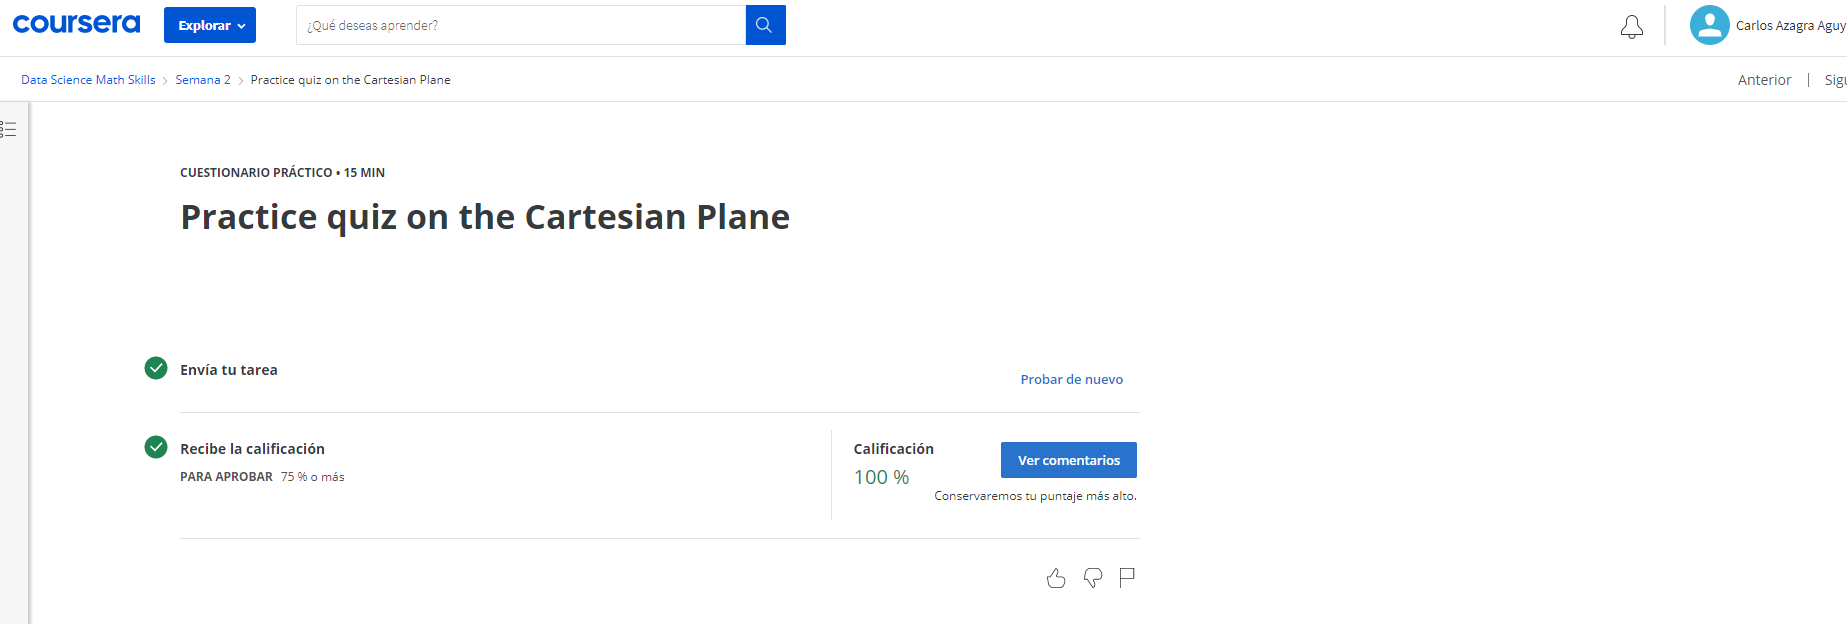 coursera Explorar ¿Qué deseas aprender? Carlos Azagra Aguy
Data Science Math Skills > Semana 2 > Practice quiz on the Cartesian Plane Anterior | Sigu
CUESTIONARIO PRÁCTICO • 15 MIN
Practice quiz on the Cartesian Plane
Envía tu tarea
Probar de nuevo
Recibe la calificación
PARA APROBAR 75 % o más
Calificación
100 %
Ver comentarios
Conservaremos tu puntaje más alto.